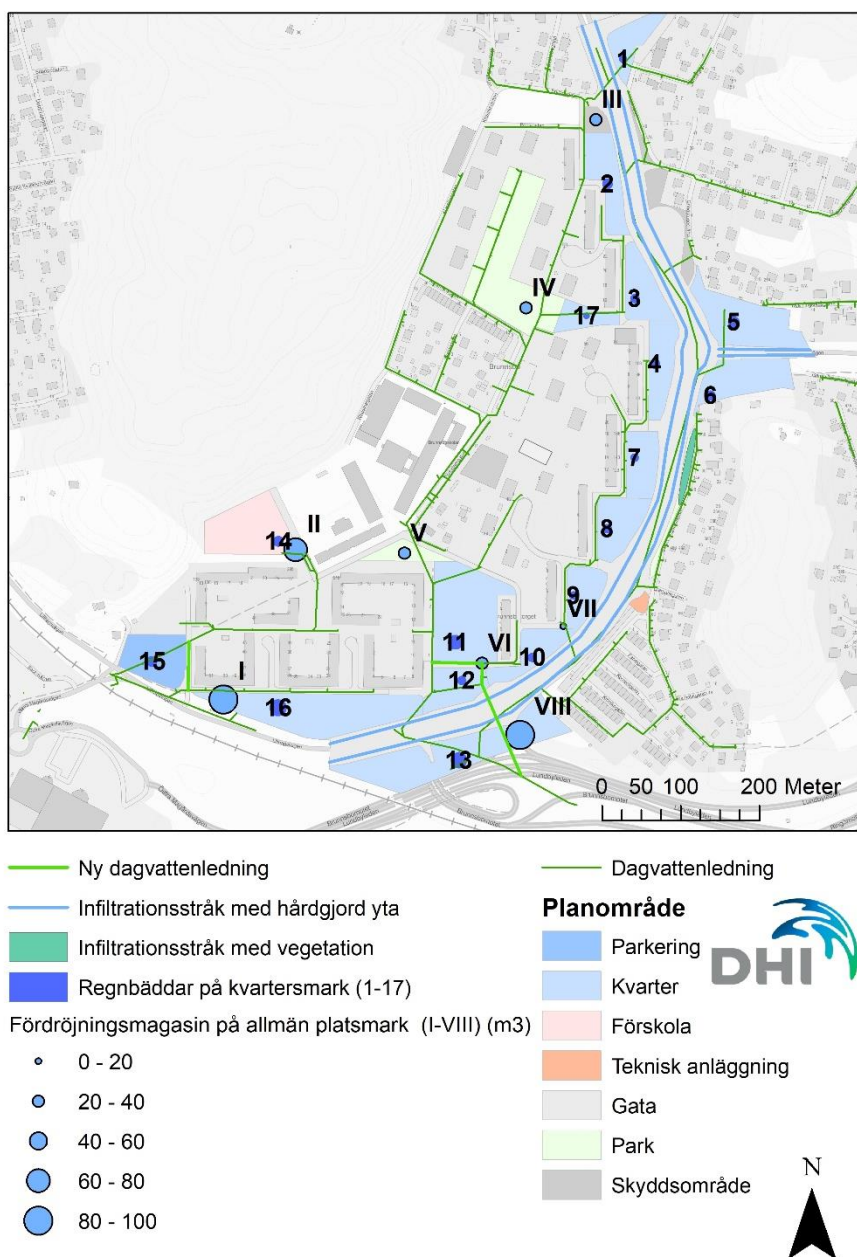 1
III
2
IV
3
17
5
4
6
7
II
14
V
8
9
VII
11
VI
10
15
12
I
16
VIII
13
Lundbyleden
Brunnsbomotet
0 50 100 200 Meter
Ny dagvattenledning
Infiltrationsstråk med hårdgjord yta
Infiltrationsstråk med vegetation
Regnbäddar på kvartersmark (1-17)
Fördröjningsmagasin på allmän platsmark (I-VIII) (m3)
0 - 20
20 - 40
40 - 60
60 - 80
80 - 100
Dagvattenledning
Planområde
Parkering
Kvarter
Förskola
Teknisk anläggning
Gata
Park
Skyddsområde
DHI
N